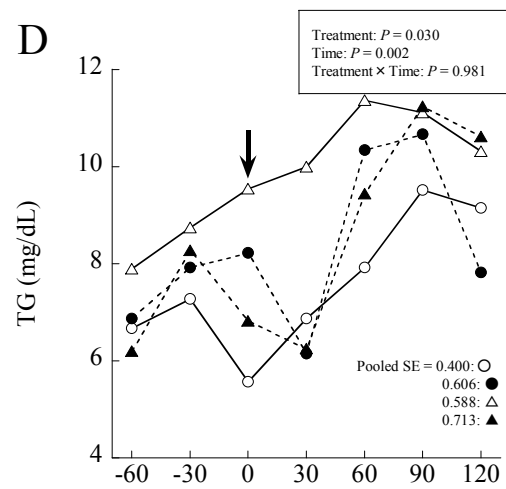 D
Treatment: P = 0.030
Time: P = 0.002
Treatment × Time: P = 0.981
12
10
8
6
4
TG (mg/dL)
Pooled SE = 0.400: ○
0.606: ●
0.588: △
0.713: ▲
-60 -30 0 30 60 90 120